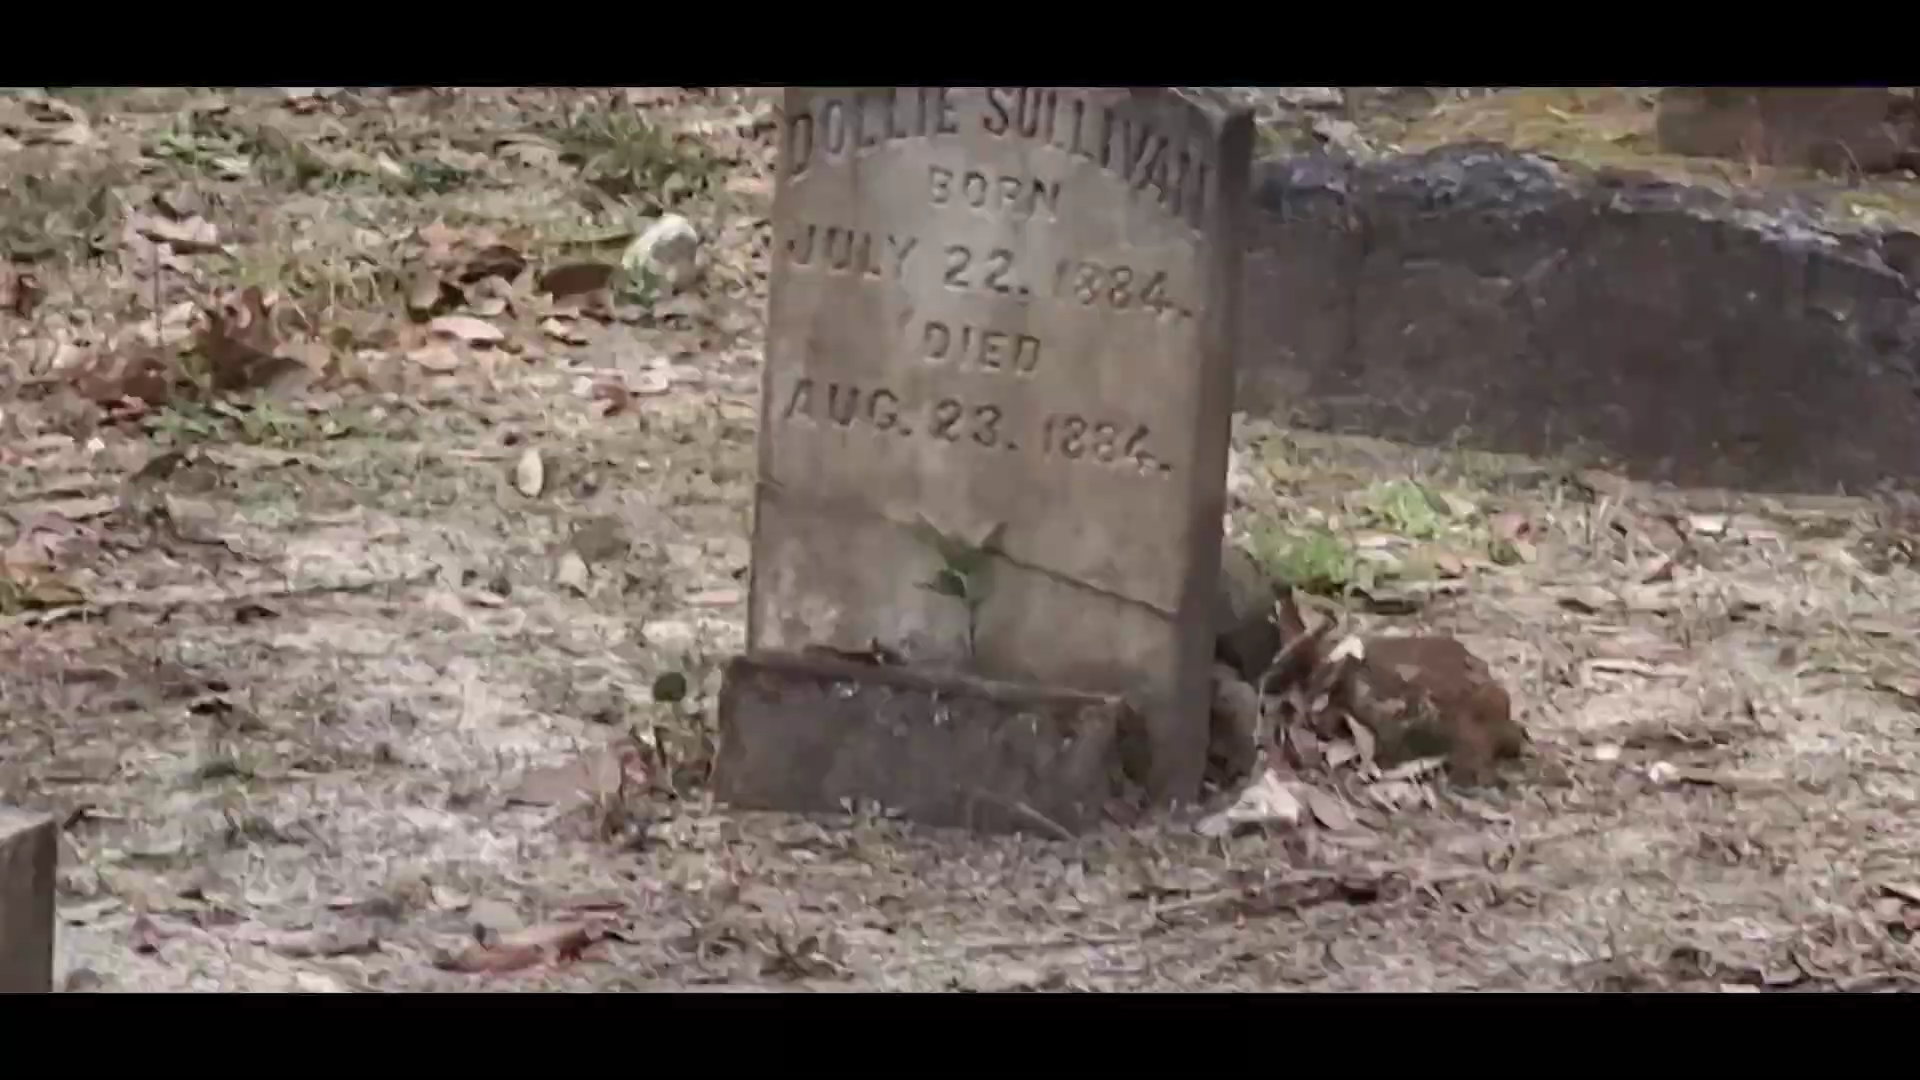 DOLLIE SULLIVAN
BORN
JULY 22. 1884.
DIED
AUG. 23. 1884.